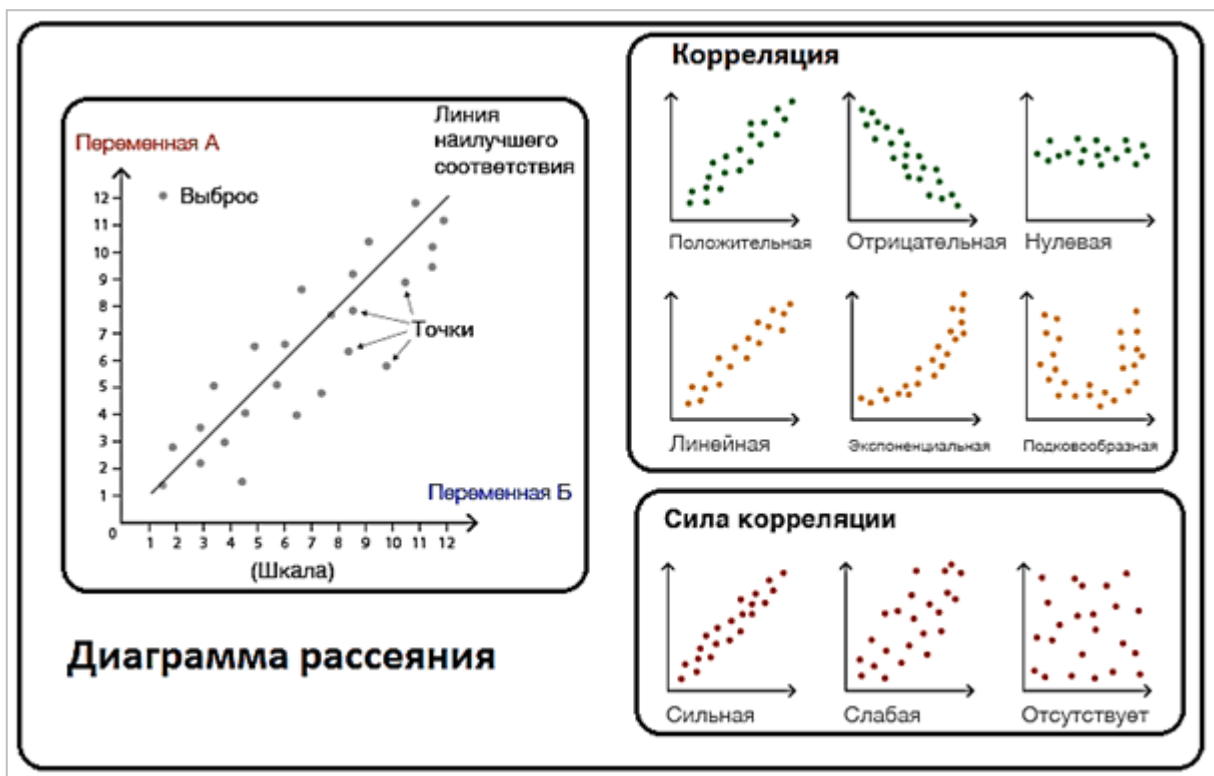 Переменная А
Линия
наилучшего
соответствия
Выброс
12
11
10
9
8
7
6
5
4
3
2
1
0
Точки
Переменная Б
1 2 3 4 5 6 7 8 9 10 11 12
(Шкала)
Диаграмма рассеяния
Корреляция
Положительная
Отрицательная
Нулевая
Линейная
Экспоненциальная
Подковообразная
Сила корреляции
Сильная
Слабая
Отсутствует